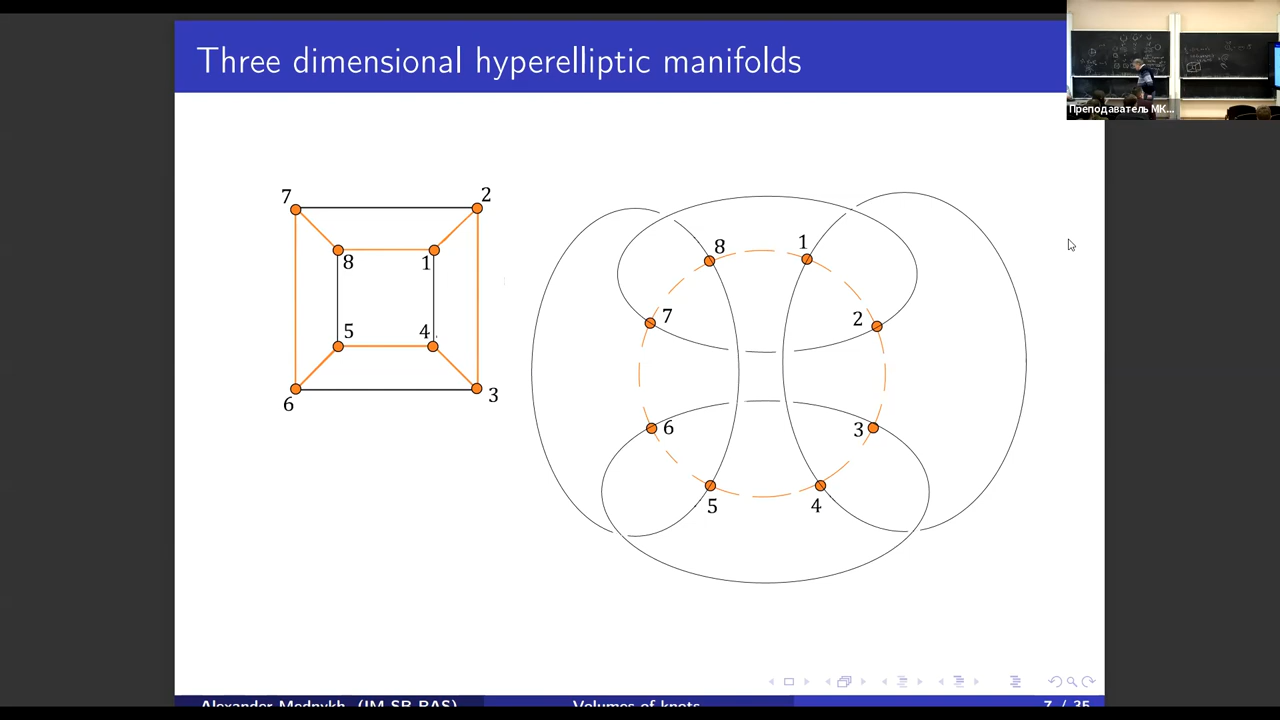 Three dimensional hyperelliptic manifolds
Преподаватель МК...
7 2
8 1
5 4
6 3
8 1
7 2
6 3
5 4
Alexander Mednykh (IM SB RAS) Volumes of knots 7 / 35